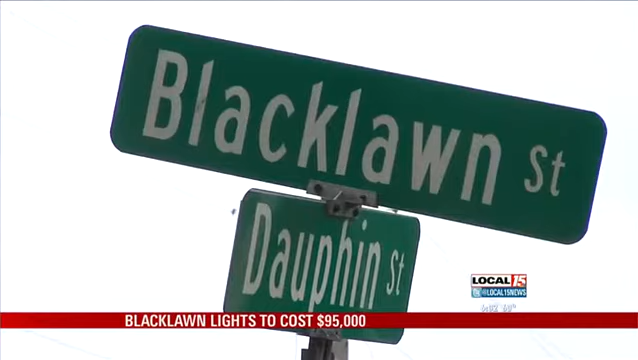 Blacklawn St
Dauphin St
LOCAL 15
@LOCAL15NEWS
BLACKLAWN LIGHTS TO COST $95,000